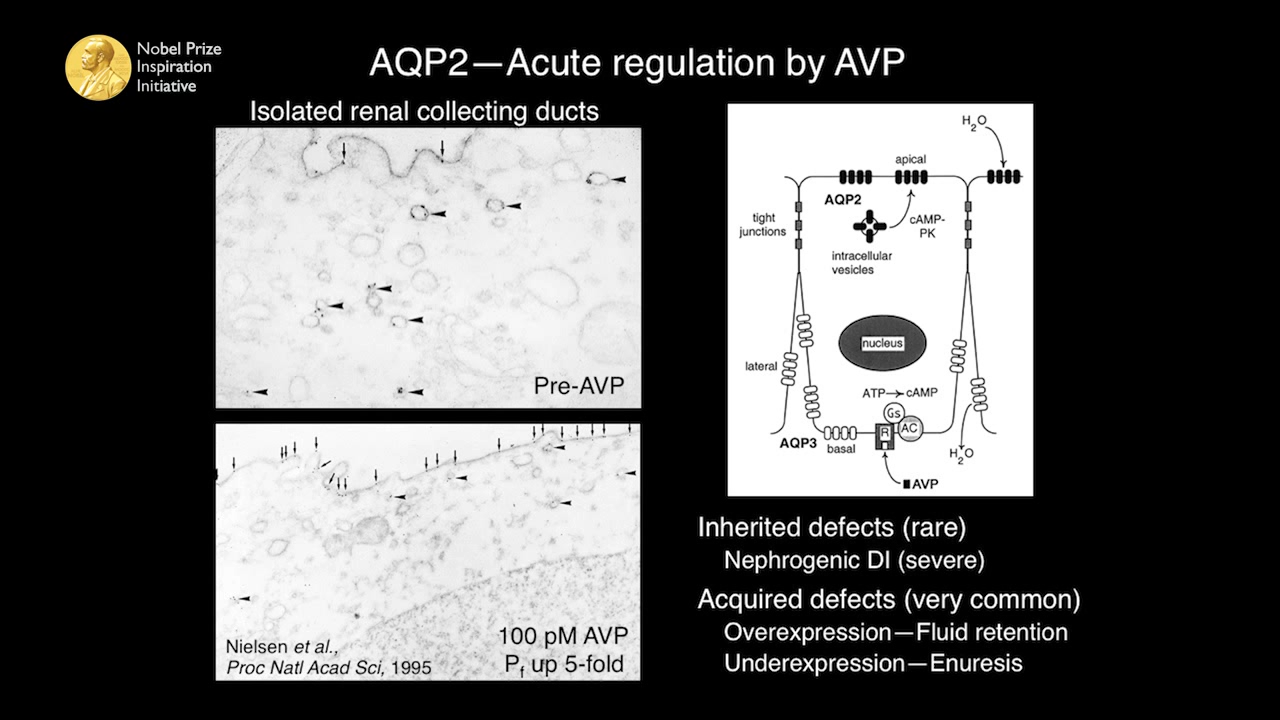 Nobel Prize
Inspiration
Initiative
AQP2—Acute regulation by AVP
Isolated renal collecting ducts
Pre-AVP
100 pM AVP
Pf up 5-fold
Nielsen et al.,
Proc Natl Acad Sci, 1995
H2O
apical
AQP2
cAMP-
PK
tight
junctions
intracellular
vesicles
nucleus
lateral
ATP→cAMP
Gs
R
AC
AQP3
basal
H2O
AVP
Inherited defects (rare)
Nephrogenic DI (severe)
Acquired defects (very common)
Overexpression—Fluid retention
Underexpression—Enuresis